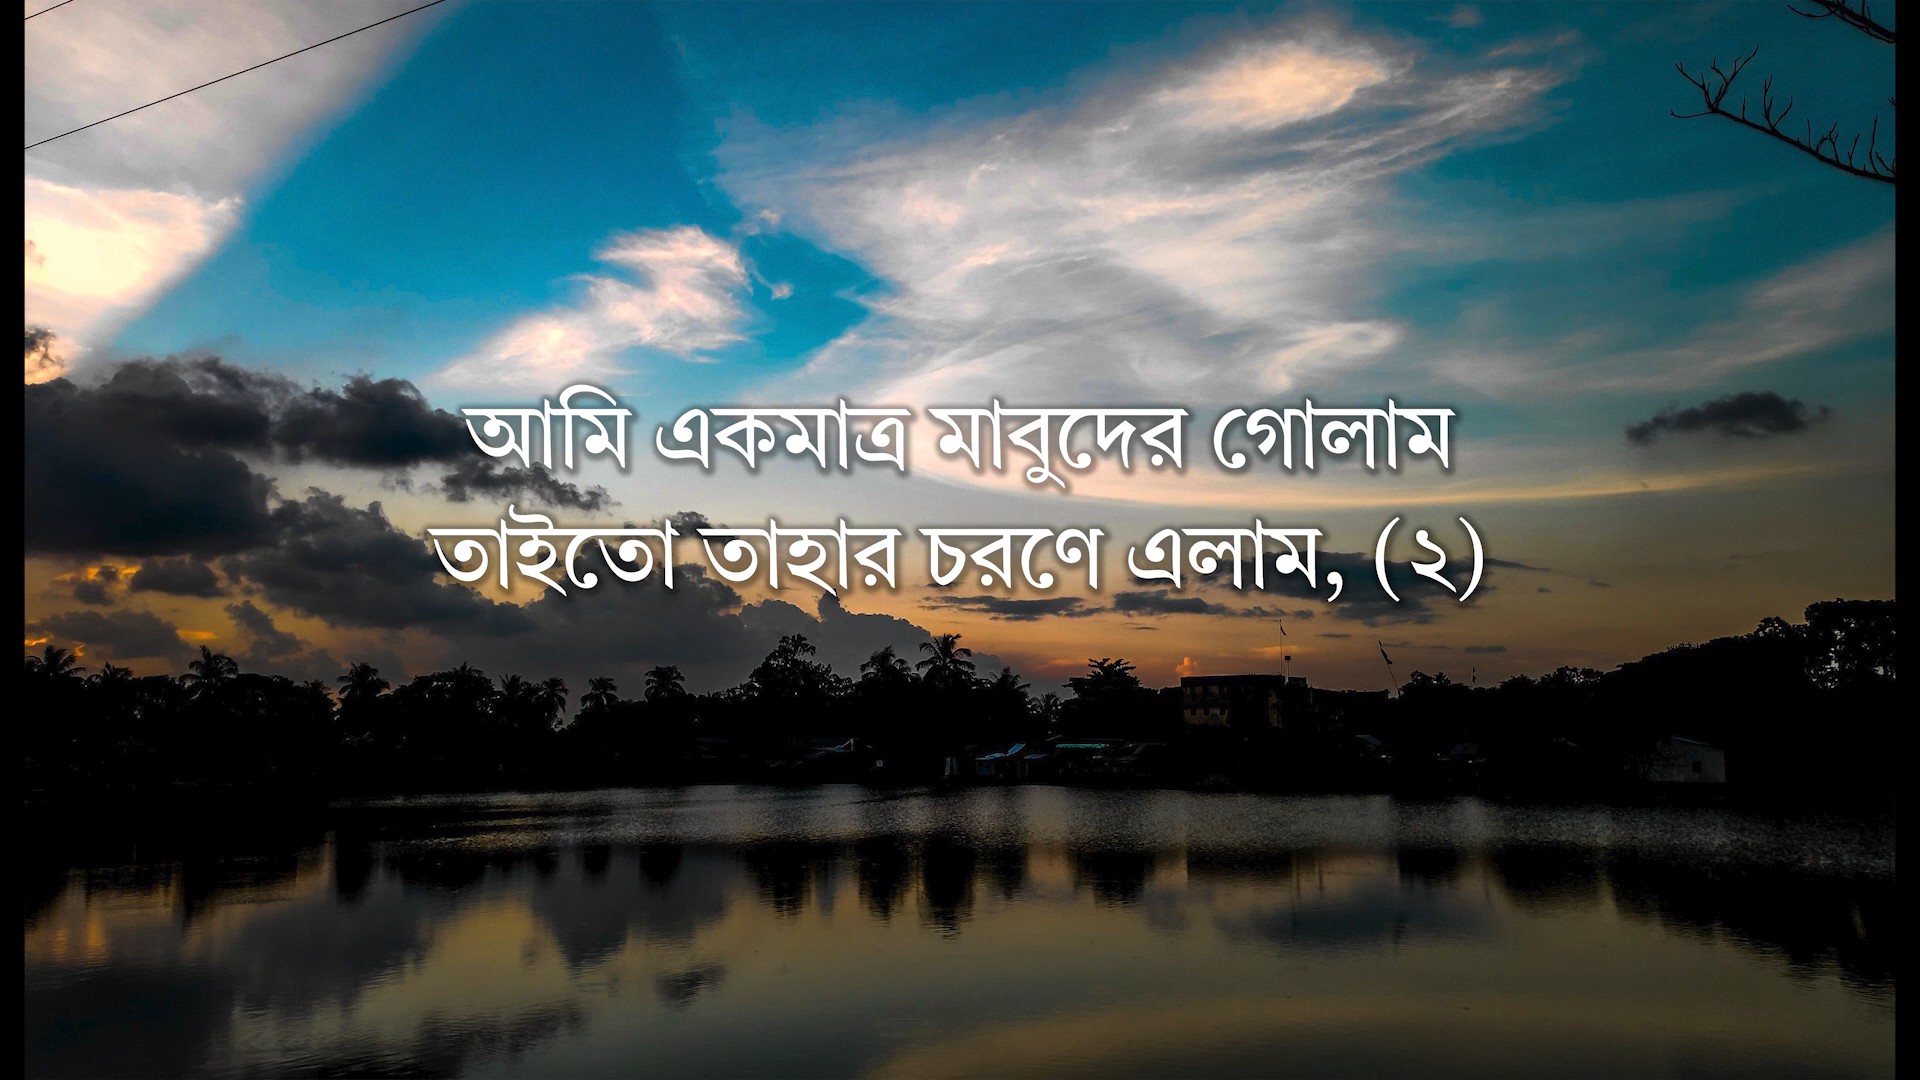 আমি একমাত্র মাবুদের গোলাম
তাইতো তাহার চরণে এলাম, (২)